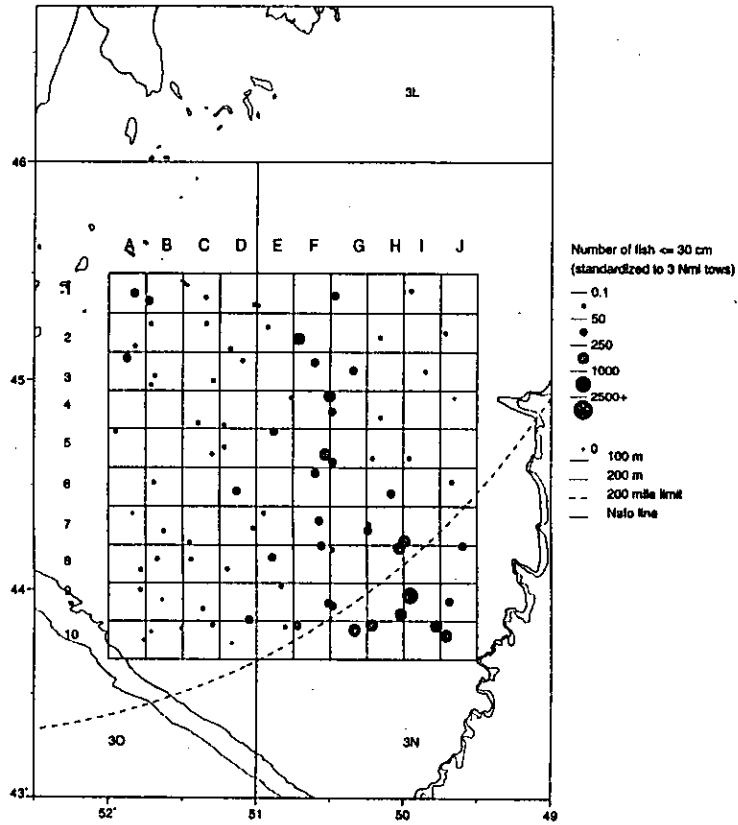 3L
46
A B C D E F G H I J
Number of fish <= 30 cm
(standardized to 3 Nmi tows)
0.1
50
250
1000
2500+
0
100 m
200 m
200 mile limit
Nafo line
1
2
3
4
5
6
7
8
9
10
45
44
43°
3O
3N
52°
51
50
49